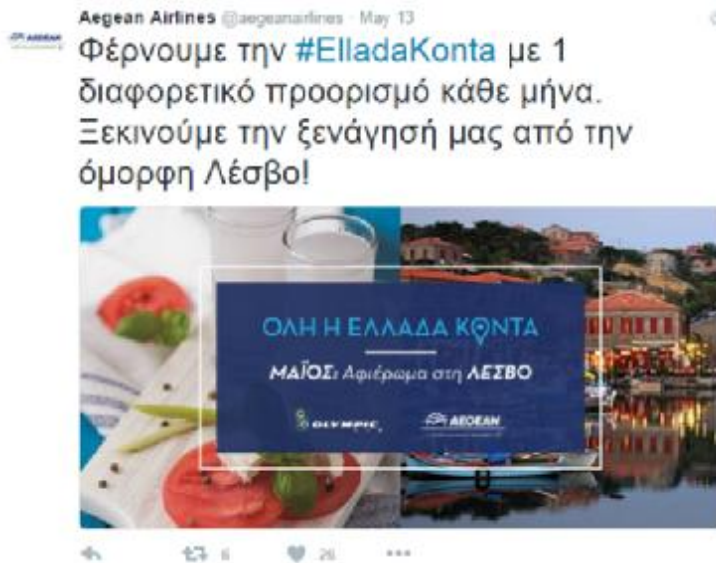 Aegean Airlines @aegeanairlines · May 13
Φέρνουμε την #ElladaKonta με 1
διαφορετικό προορισμό κάθε μήνα.
Ξεκινούμε την ξενάγησή μας από την
όμορφη Λέσβο!
ΟΛΗ Η ΕΛΛΑΔΑ ΚΟΝΤΑ
ΜΑΪΟΣ: Αφιέρωμα στη ΛΕΣΒΟ
OLYMPIC AEGEAN
6 26